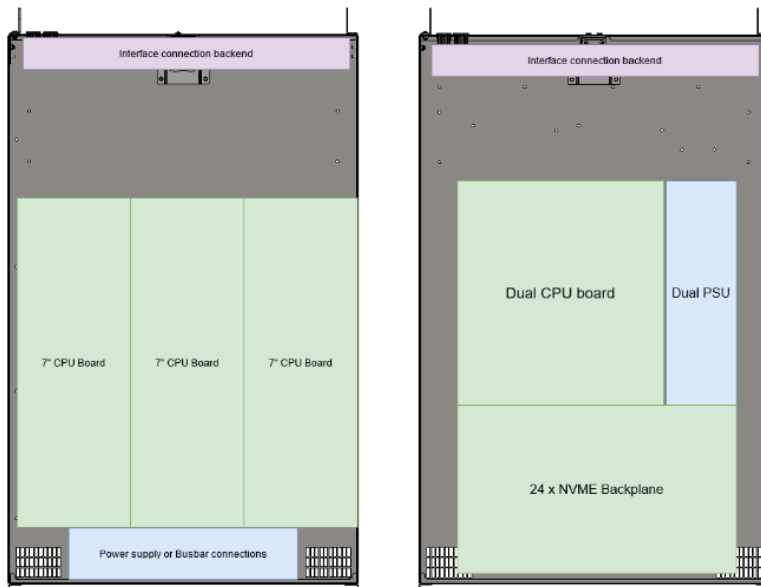 Interface connection backend
7" CPU Board
7" CPU Board
7" CPU Board
Power supply or Busbar connections
Interface connection backend
Dual CPU board
Dual PSU
24 x NVME Backplane